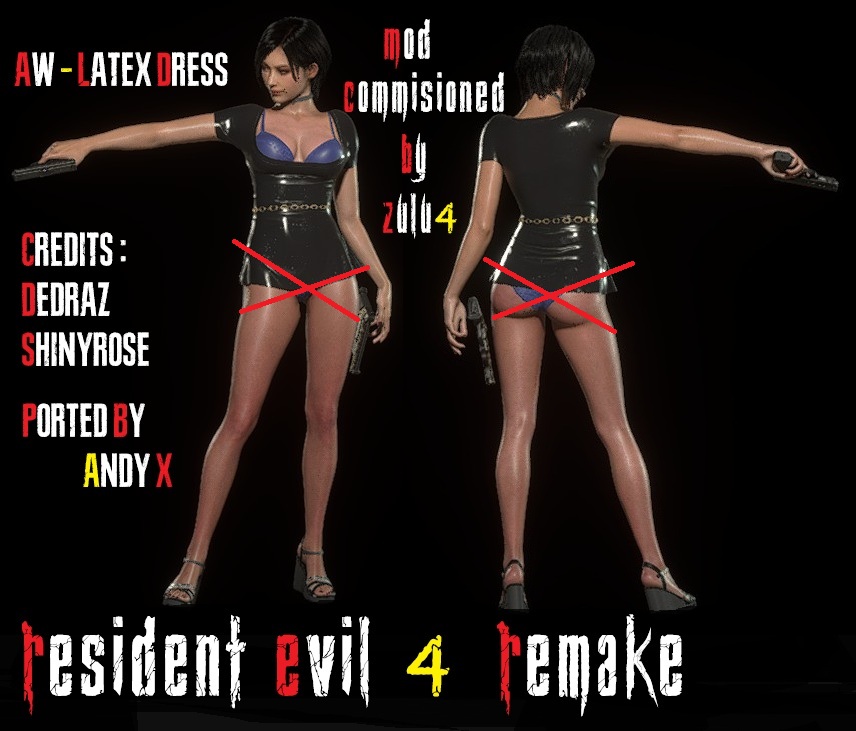 AW - LATEX DRESS
mod
commisioned
by
zulu4
CREDITS :
DEDRAZ
SHINYROSE
PORTED BY
ANDY X
resident evil 4 remake